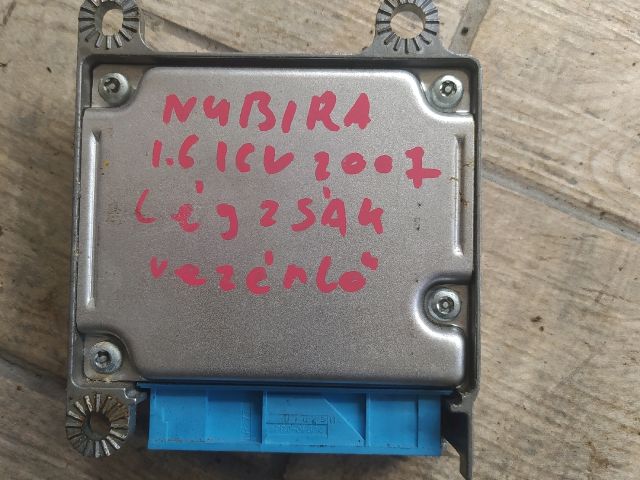 NUBIRA
1.6 16V 2007
Légzsák
vezérlő